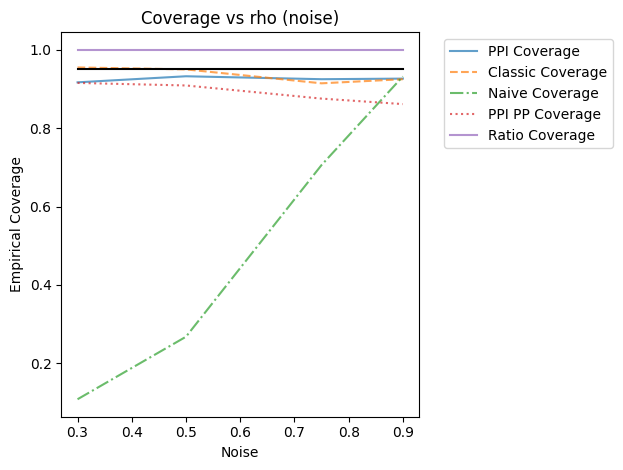 Coverage vs rho (noise)
PPI Coverage
Classic Coverage
Naive Coverage
PPI PP Coverage
Ratio Coverage
Empirical Coverage
1.0
0.8
0.6
0.4
0.2
0.3 0.4 0.5 0.6 0.7 0.8 0.9
Noise